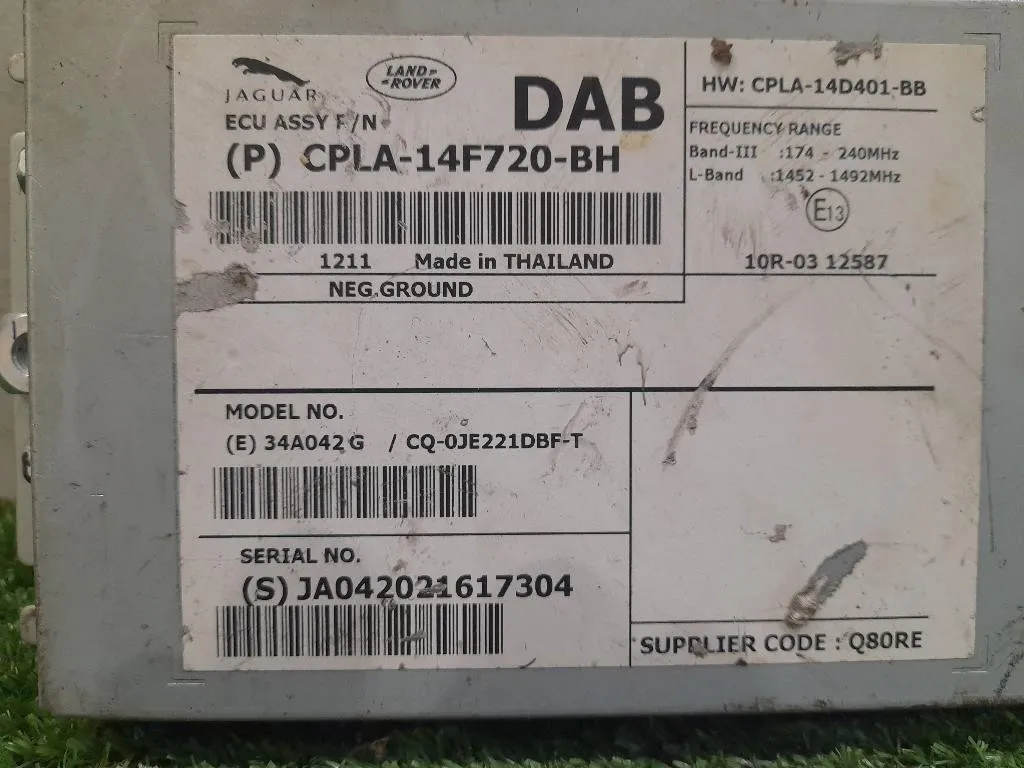 JAGUAR
LAND-
-ROVER
DAB
ECU ASSY P/N
(P) CPLA-14F720-BH
1211 Made in THAILAND
NEG.GROUND
HW: CPLA-14D401-BB
FREQUENCY RANGE
Band-III :174 - 240MHz
L-Band :1452 - 1492MHz
E13
10R-03 12587
MODEL NO.
(E) 34A042 G / CQ-0JE221DBF-T
SERIAL NO.
(S) JA042021617304
SUPPLIER CODE : Q80RE